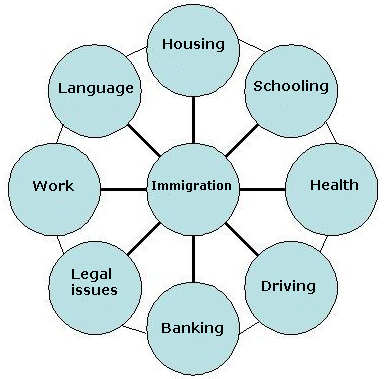 Housing
Language
Schooling
Work
Immigration
Health
Legal
issues
Driving
Banking